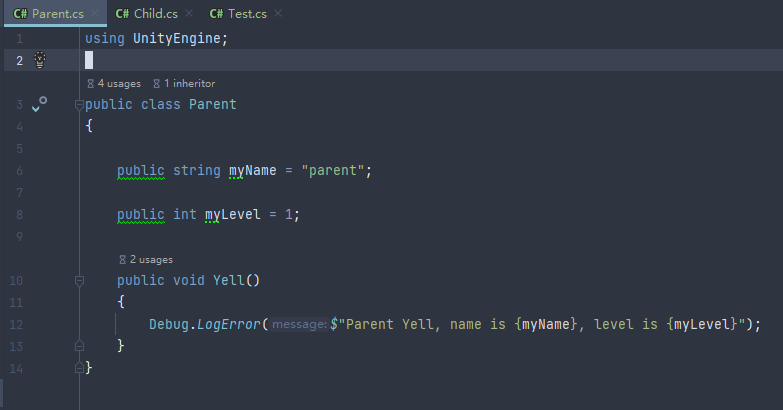 C# Parent.cs × C# Child.cs × C# Test.cs ×
1 using UnityEngine;
2
4 usages 1 inheritor
3 public class Parent
4 {
5
6 public string myName = "parent";
7
8 public int myLevel = 1;
9
2 usages
10 public void Yell()
11 {
12 Debug.LogError( message: $"Parent Yell, name is {myName}, level is {myLevel}");
13 }
14 }